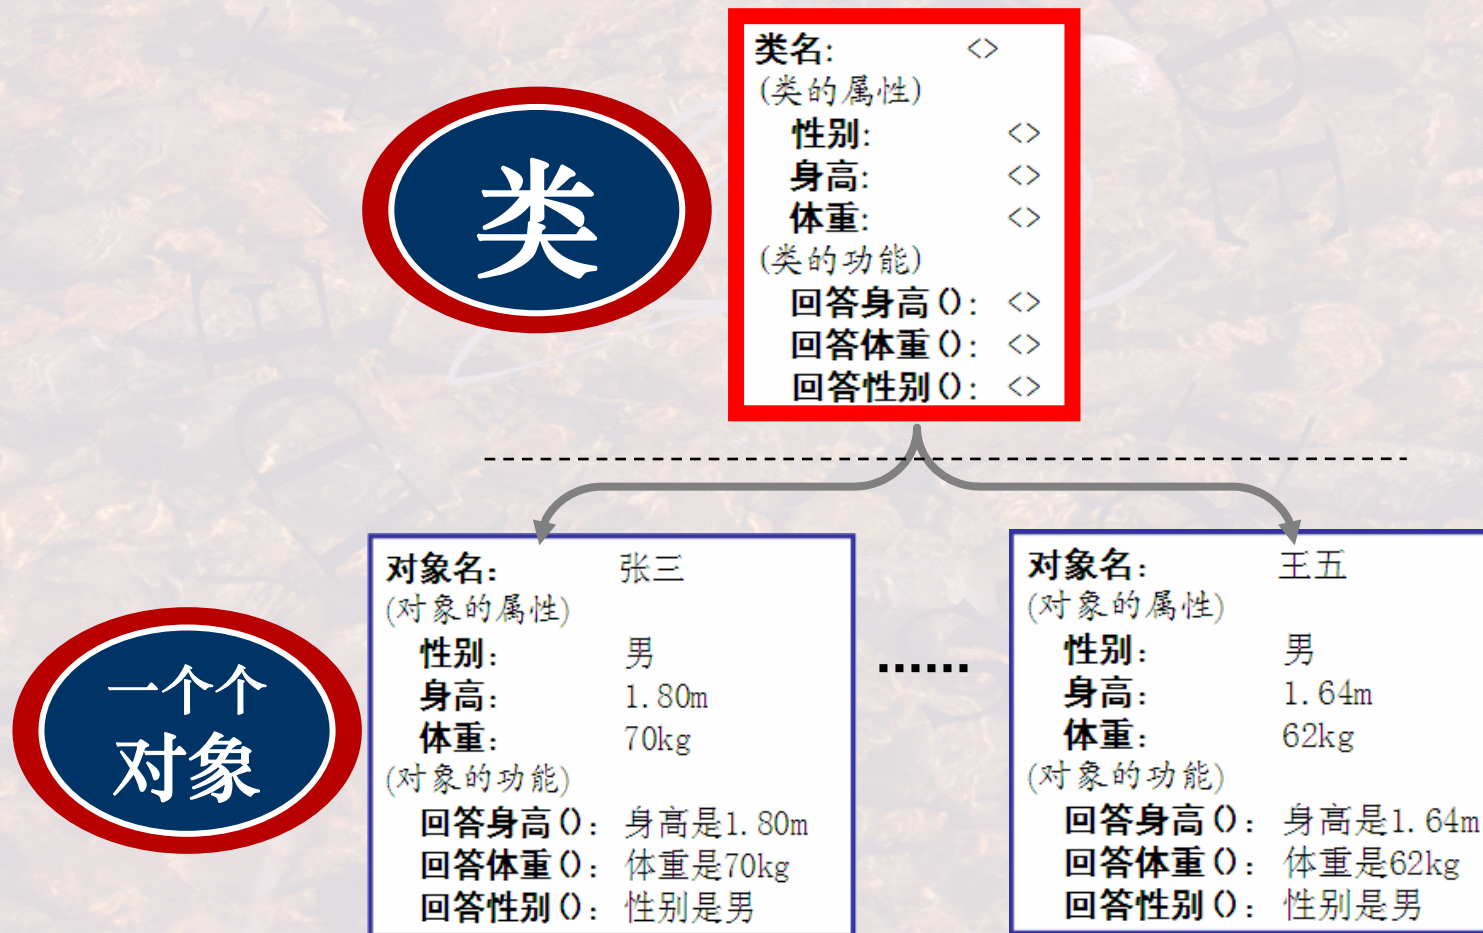 类
类名: <>
(类的属性)
性别: <>
身高: <>
体重: <>
(类的功能)
回答身高(): <>
回答体重(): <>
回答性别(): <>
一个个
对象
对象名: 张三
(对象的属性)
性别: 男
身高: 1.80m
体重: 70kg
(对象的功能)
回答身高(): 身高是1.80m
回答体重(): 体重是70kg
回答性别(): 性别是男
······
对象名: 王五
(对象的属性)
性别: 男
身高: 1.64m
体重: 62kg
(对象的功能)
回答身高(): 身高是1.64m
回答体重(): 体重是62kg
回答性别(): 性别是男